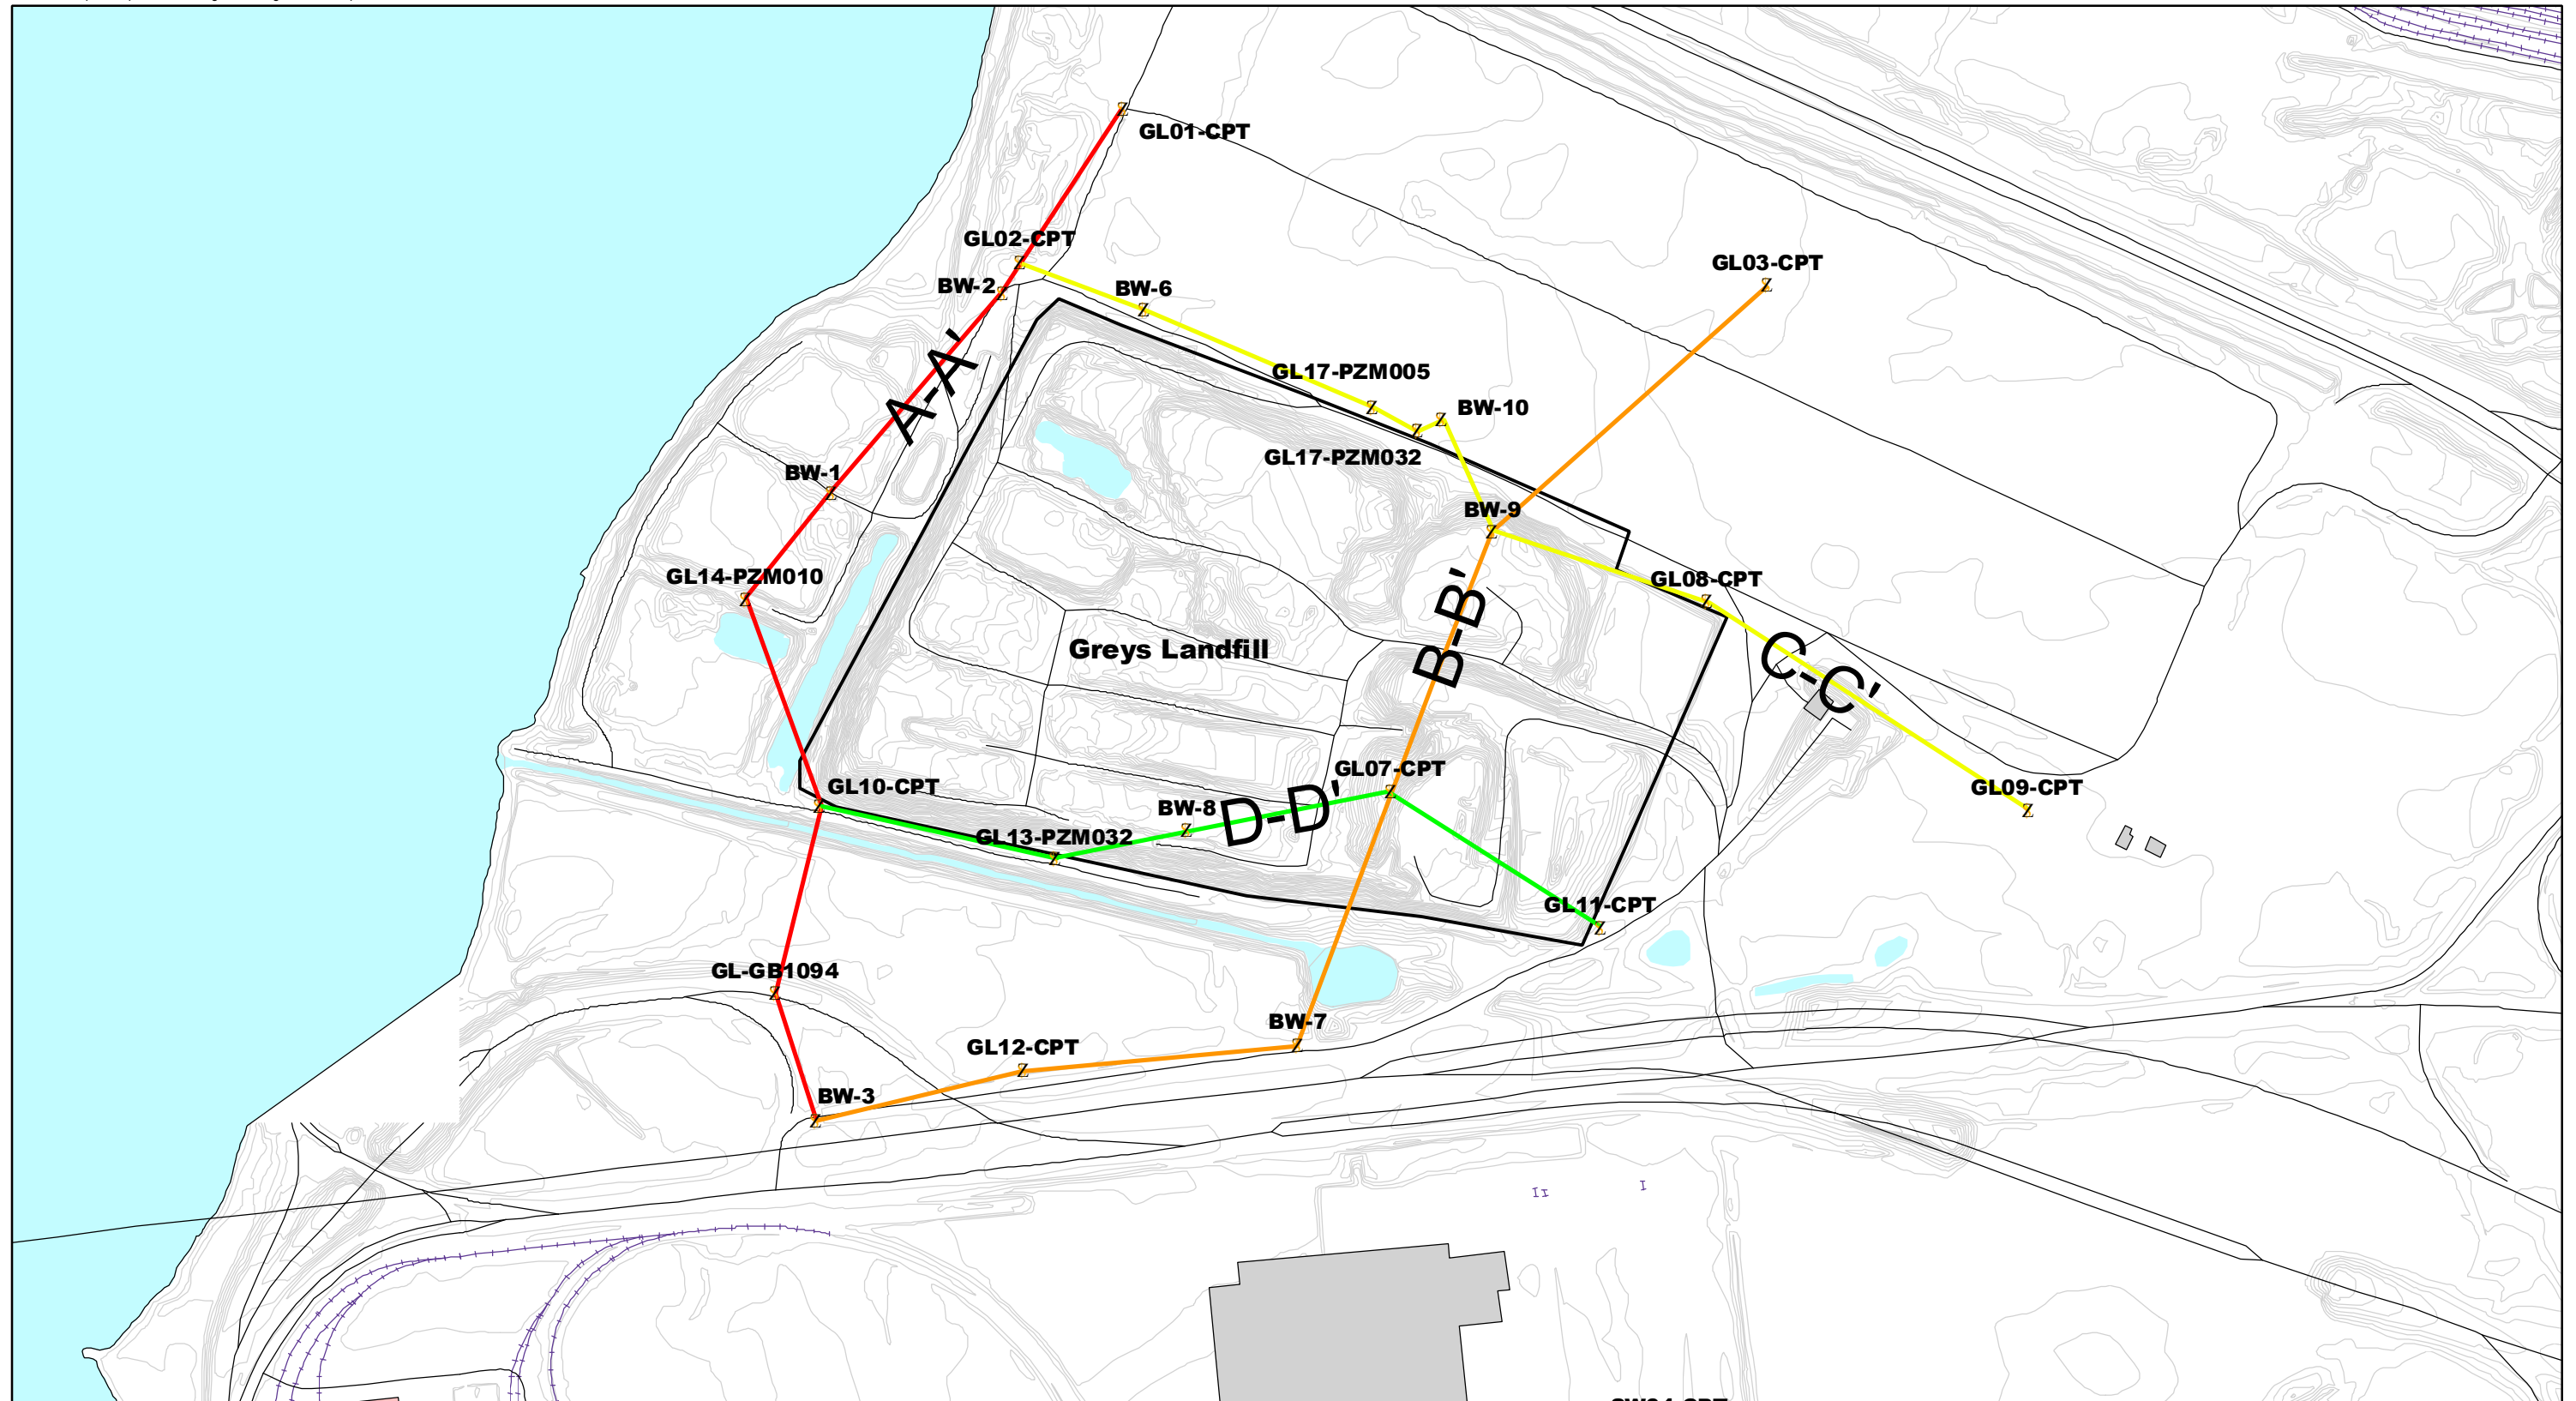 GL01-CPT
GL02-CPT
GL03-CPT
BW-2
BW-6
A-A'
GL17-PZM005
BW-10
GL17-PZM032
BW-1
BW-9
GL14-PZM010
GL08-CPT
B-B'
Greys Landfill
C-C'
GL07-CPT
GL10-CPT
GL09-CPT
BW-8
D-D'
GL13-PZM032
GL11-CPT
GL-GB1094
BW-7
GL12-CPT
BW-3